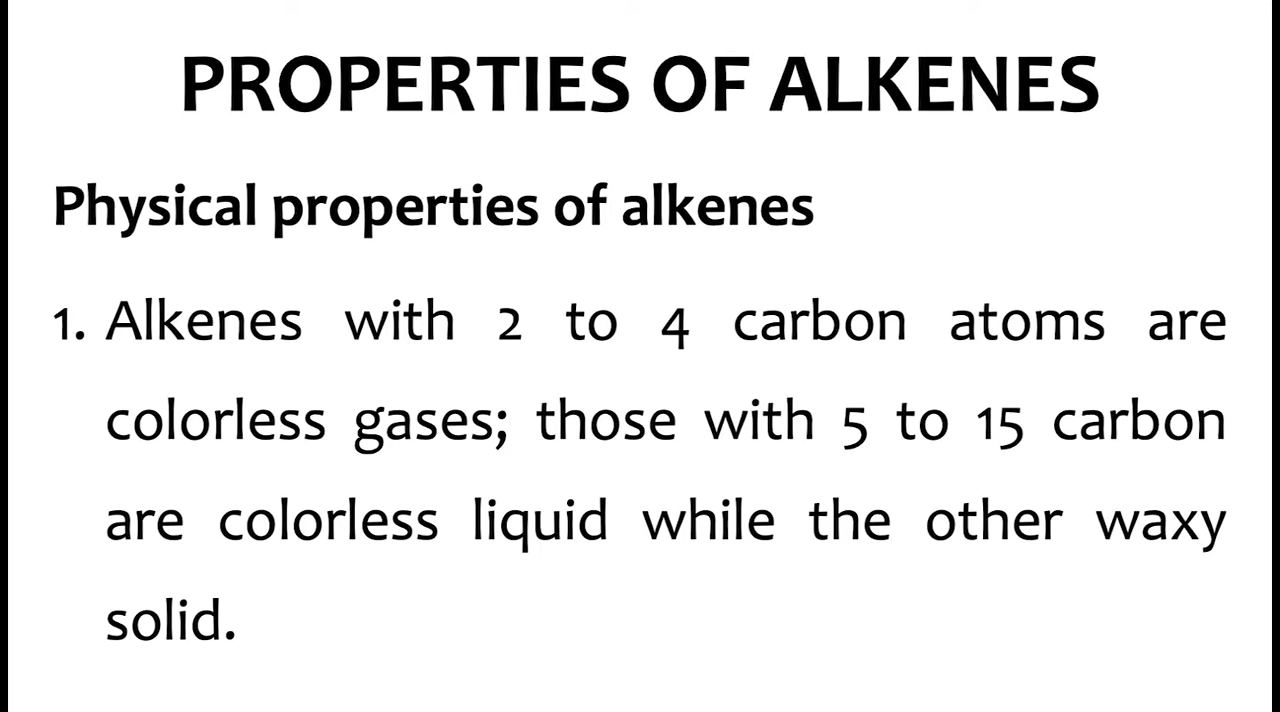 PROPERTIES OF ALKENES
Physical properties of alkenes
1. Alkenes with 2 to 4 carbon atoms are
colorless gases; those with 5 to 15 carbon
are colorless liquid while the other waxy
solid.